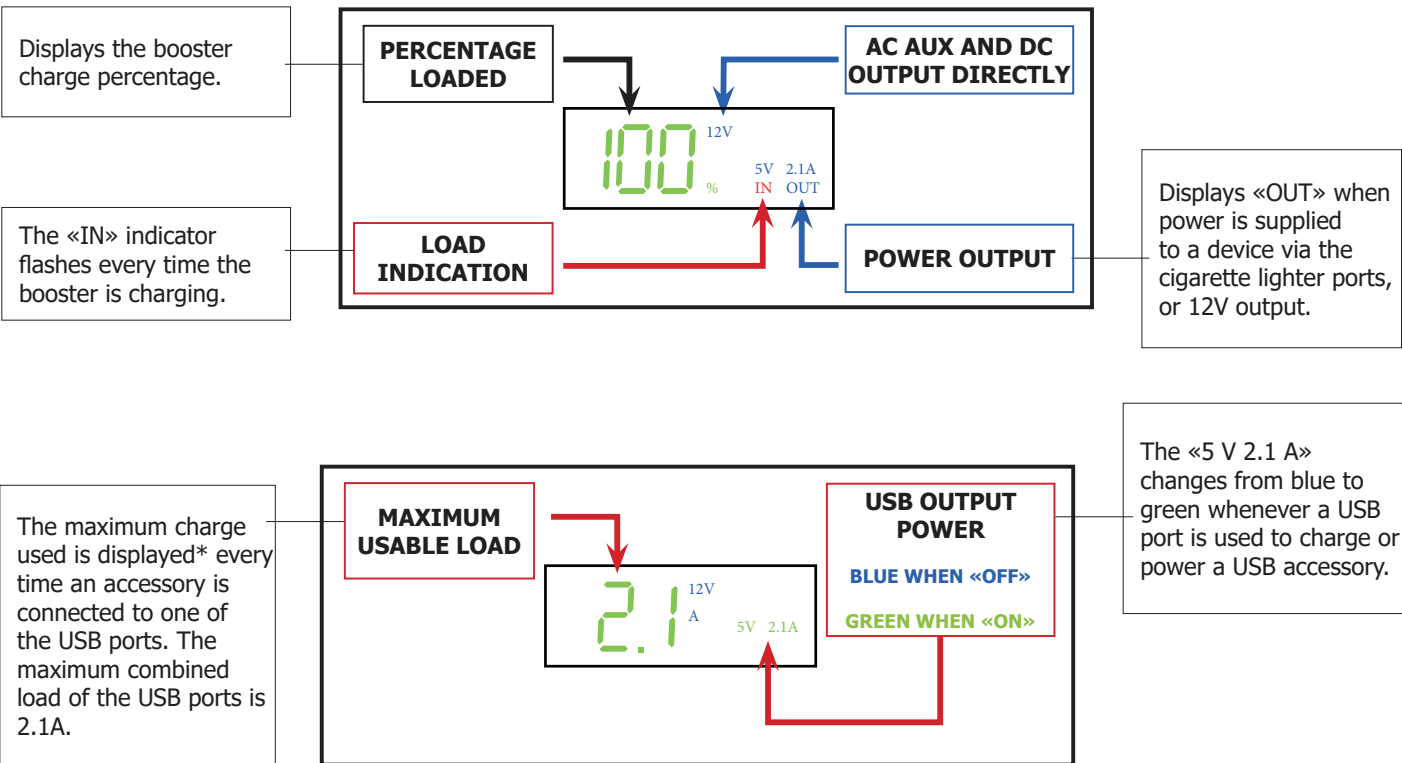 Displays the booster
charge percentage.
PERCENTAGE
LOADED
AC AUX AND DC
OUTPUT DIRECTLY
100 12V
%
5V 2.1A
IN OUT
The «IN» indicator
flashes every time the
booster is charging.
LOAD
INDICATION
POWER OUTPUT
Displays «OUT» when
power is supplied
to a device via the
cigarette lighter ports,
or 12V output.
The maximum charge
used is displayed* every
time an accessory is
connected to one of
the USB ports. The
maximum combined
load of the USB ports is
2.1A.
MAXIMUM
USABLE LOAD
2.1 12V
A
5V 2.1A
USB OUTPUT
POWER
BLUE WHEN «OFF»
GREEN WHEN «ON»
The «5 V 2.1 A»
changes from blue to
green whenever a USB
port is used to charge or
power a USB accessory.